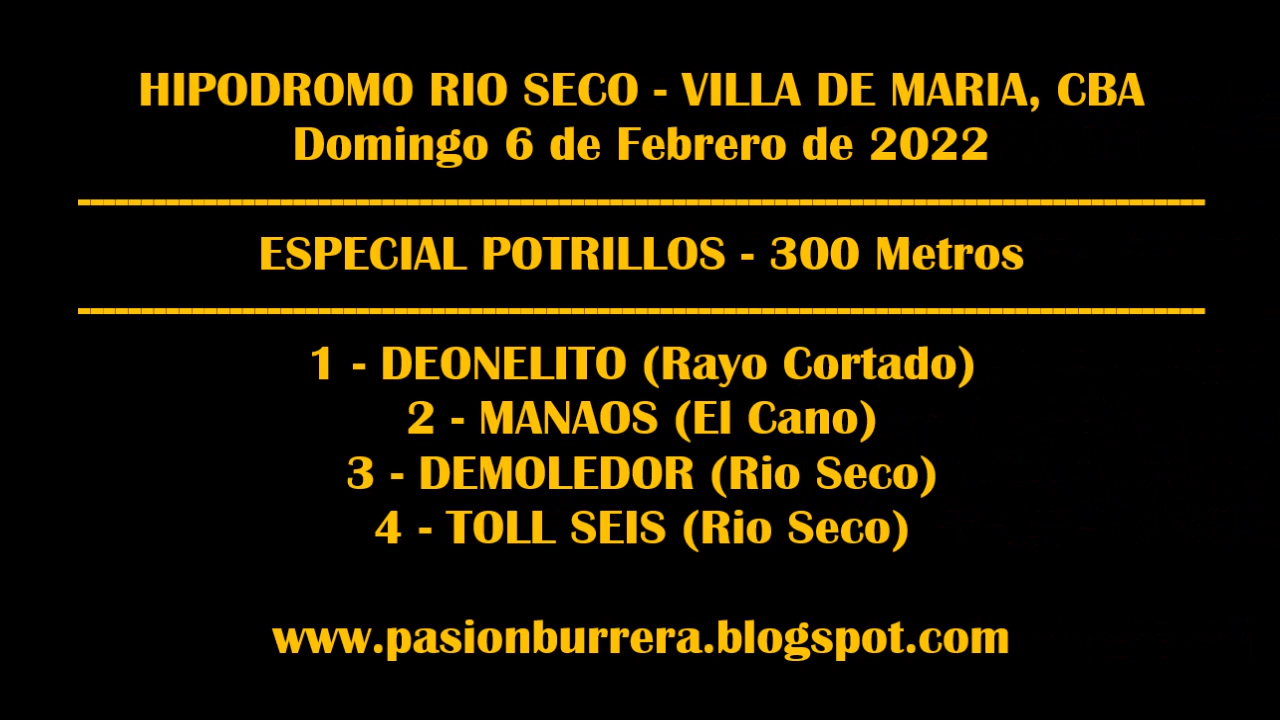 HIPODROMO RIO SECO - VILLA DE MARIA, CBA
Domingo 6 de Febrero de 2022
ESPECIAL POTRILLOS - 300 Metros
1 - DEONELITO (Rayo Cortado)
2 - MANAOS (El Cano)
3 - DEMOLEDOR (Rio Seco)
4 - TOLL SEIS (Rio Seco)
www.pasionburrera.blogspot.com